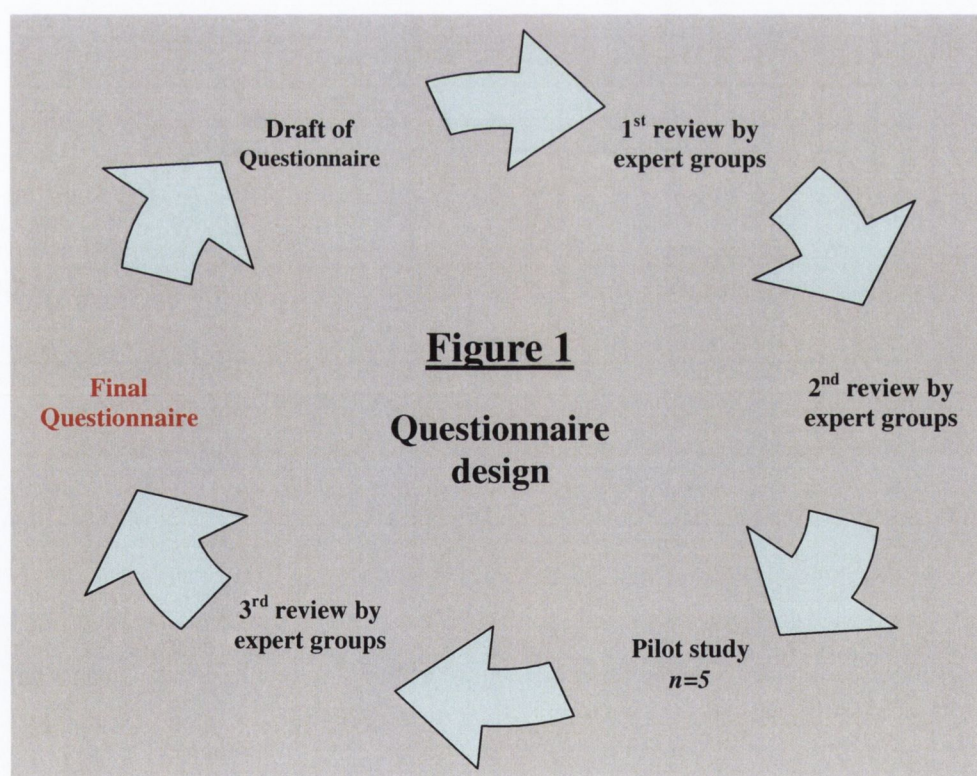 Draft of
Questionnaire
1st review by
expert groups
Figure 1
Questionnaire
design
Final
Questionnaire
2nd review by
expert groups
3rd review by
expert groups
Pilot study
n=5